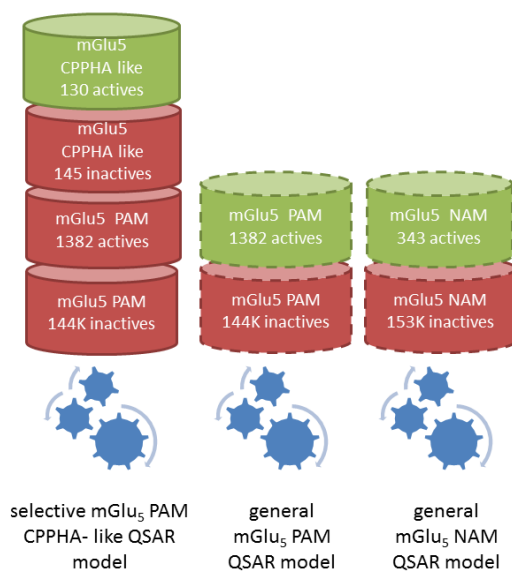 mGlu5
CPPHA like
130 actives
mGlu5
CPPHA like
145 inactives
mGlu5 PAM
1382 actives
mGlu5 PAM
144K inactives
mGlu5 PAM
1382 actives
mGlu5 PAM
144K inactives
mGlu5 NAM
343 actives
mGlu5 NAM
153K inactives
selective mGlu₅ PAM
CPPHA- like QSAR
model
general
mGlu₅ PAM
QSAR model
general
mGlu₅ NAM
QSAR model